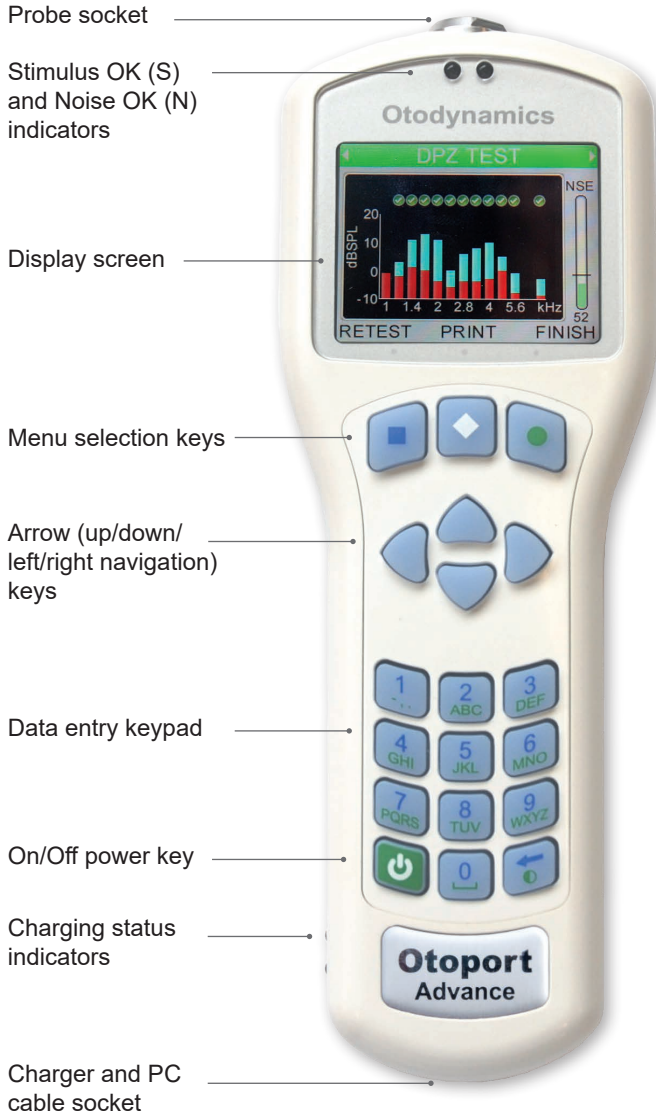 Probe socket
Stimulus OK (S)
and Noise OK (N)
indicators
Otodynamics
DPZ TEST
NSE
20
10
0
-10
dBSPL
1 1.4 2 2.8 4 5.6 kHz
52
RETEST PRINT FINISH
Display screen
Menu selection keys
Arrow (up/down/
left/right navigation)
keys
1 2 3
-,. ABC DEF
Data entry keypad
4 5 6
GHI JKL MNO
7 8 9
PQRS TUV WXYZ
On/Off power key
0
Charging status
indicators
Otoport
Advance
Charger and PC
cable socket